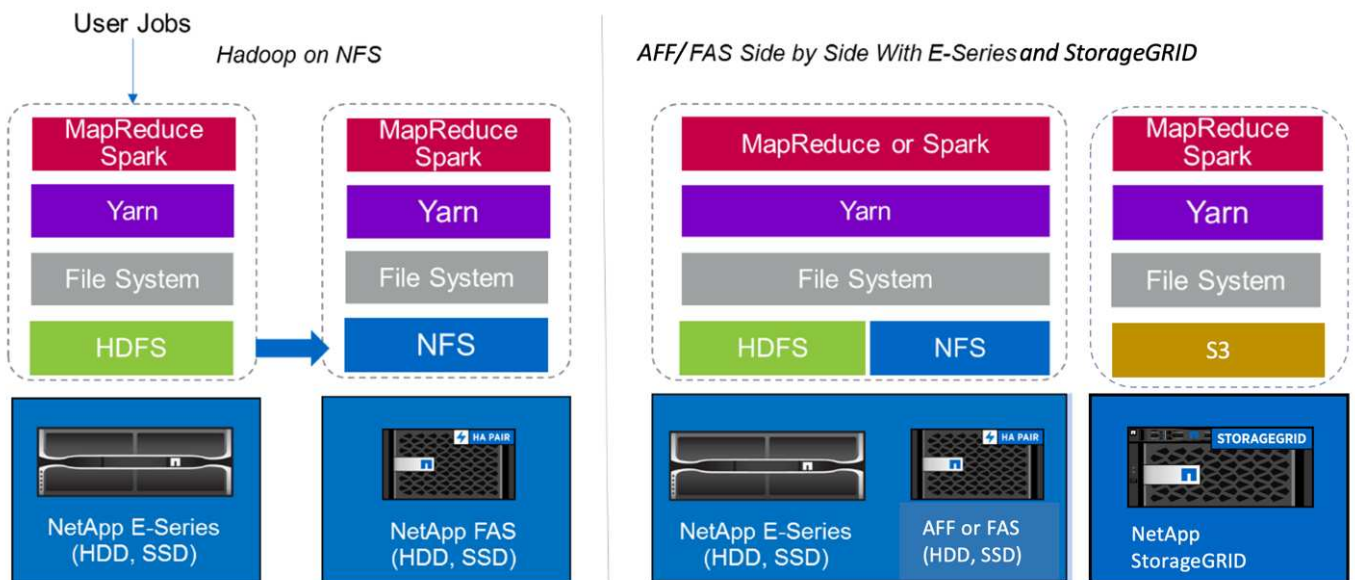 User Jobs
Hadoop on NFS
MapReduce
Spark
Yarn
File System
HDFS
NetApp E-Series
(HDD, SSD)
MapReduce
Spark
Yarn
File System
NFS
HA PAIR
NetApp FAS
(HDD, SSD)
AFF/FAS Side by Side With E-Series and StorageGRID
MapReduce or Spark
Yarn
File System
HDFS
NFS
NetApp E-Series
(HDD, SSD)
HA PAIR
AFF or FAS
(HDD, SSD)
MapReduce
Spark
Yarn
File System
S3
STORAGEGRID
NetApp
StorageGRID